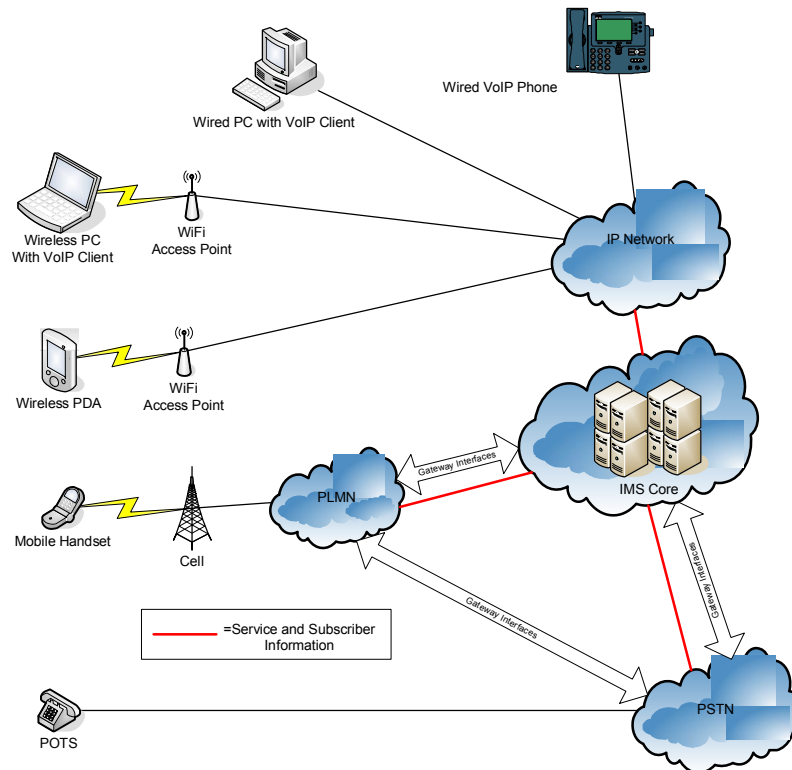 Wired VoIP Phone
Wired PC with VoIP Client
Wireless PC
With VoIP Client
WiFi
Access Point
IP Network
Wireless PDA
WiFi
Access Point
IMS Core
Gateway Interfaces
PLMN
Mobile Handset
Cell
Gateway Interfaces
Gateway Interfaces
=Service and Subscriber
Information
PSTN
POTS